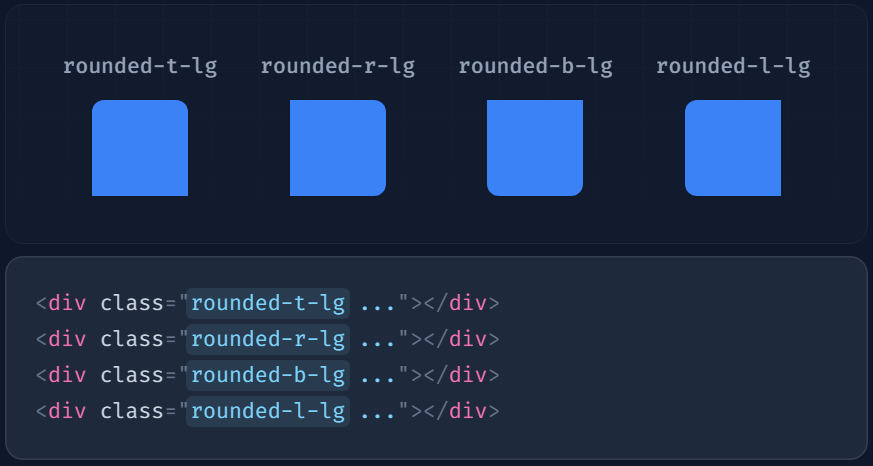 rounded-t-lg rounded-r-lg rounded-b-lg rounded-l-lg
<div class="rounded-t-lg ..."></div>
<div class="rounded-r-lg ..."></div>
<div class="rounded-b-lg ..."></div>
<div class="rounded-l-lg ..."></div>